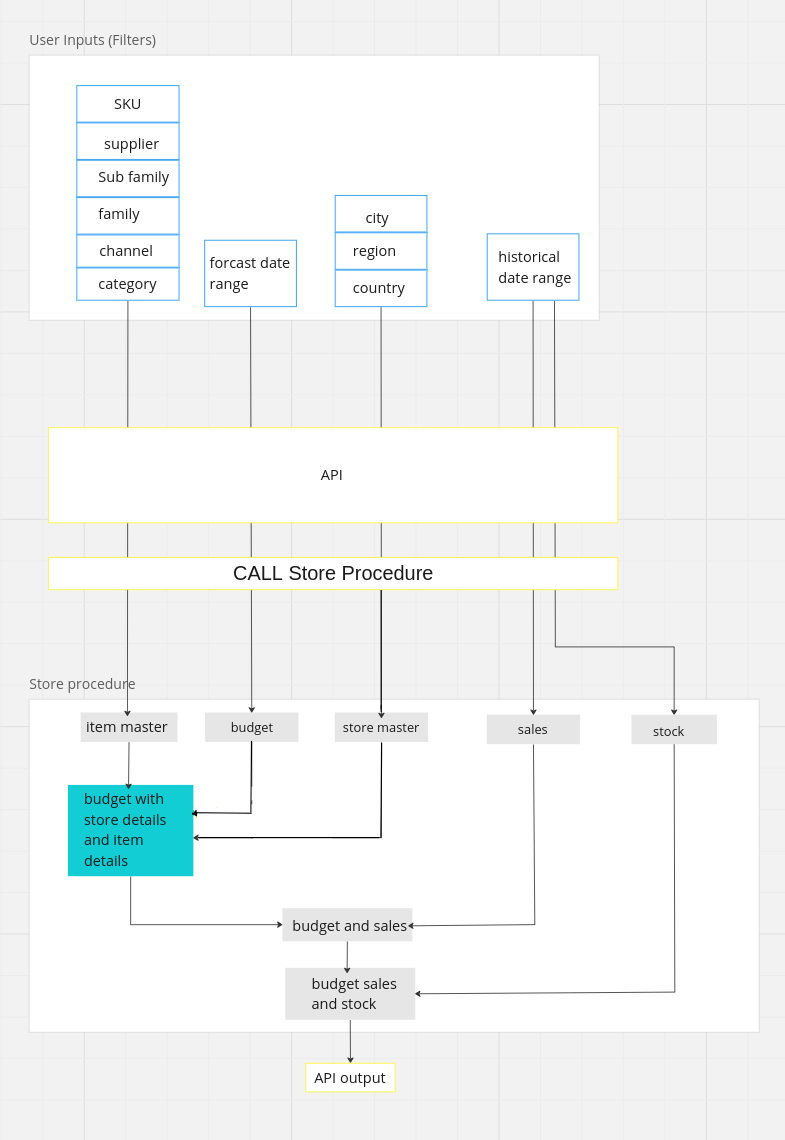 User Inputs (Filters)
SKU
supplier
Sub family
family
channel
category
forcast date
range
city
region
country
historical
date range
API
CALL Store Procedure
Store procedure
item master
budget
store master
sales
stock
budget with
store details
and item
details
budget and sales
budget sales
and stock
API output